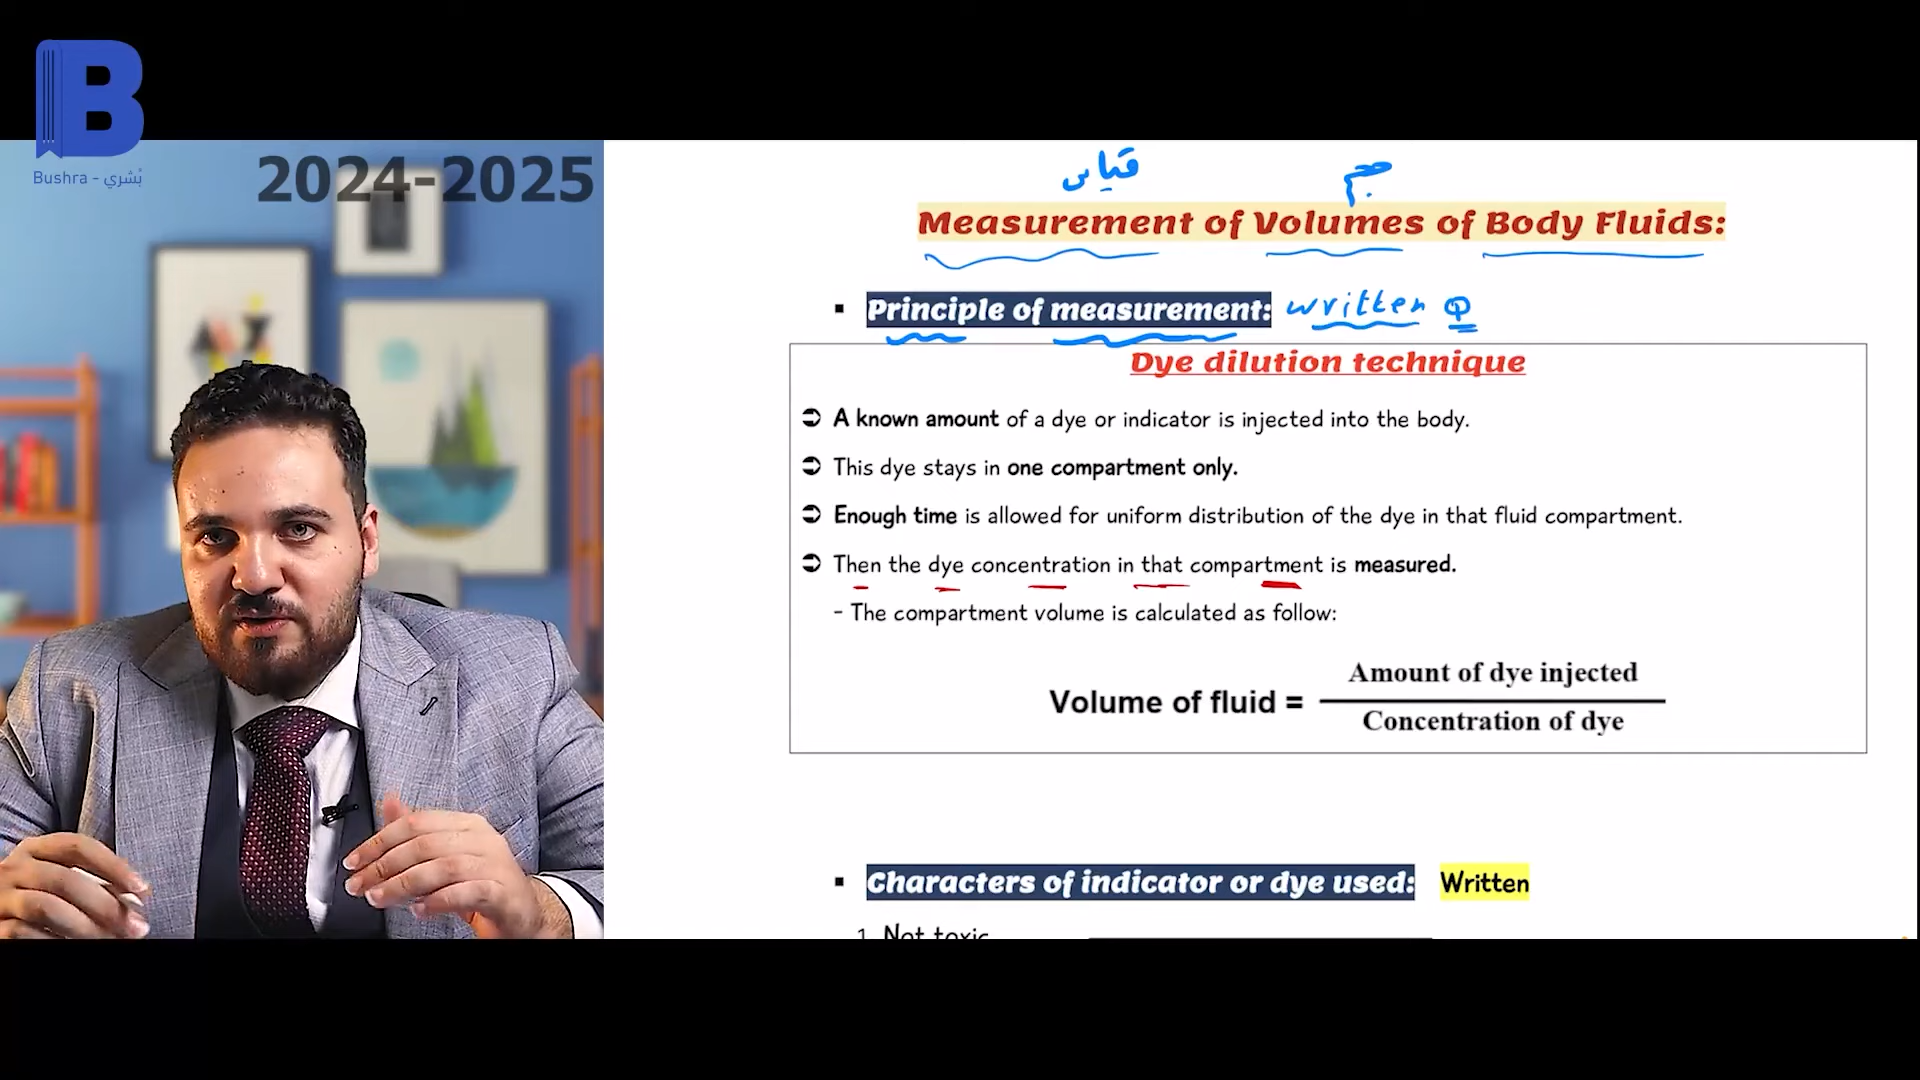 B
Bushra - بُشري
2024-2025
قياس حجم
Measurement of Volumes of Body Fluids:
▪ Principle of measurement: written Q
Dye dilution technique
➲ A known amount of a dye or indicator is injected into the body.
➲ This dye stays in one compartment only.
➲ Enough time is allowed for uniform distribution of the dye in that fluid compartment.
➲ Then the dye concentration in that compartment is measured.
- The compartment volume is calculated as follow:
Amount of dye injected
Volume of fluid =
Concentration of dye
▪ Characters of indicator or dye used: Written
1. Not toxic